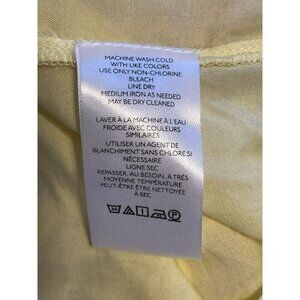 MACHINE WASH COLD
WITH LIKE COLORS
USE ONLY NON-CHLORINE
BLEACH
LINE DRY
MEDIUM IRON AS NEEDED
MAY BE DRY CLEANED
LAVER À LA MACHINE À L'EAU
FROIDE AVEC COULEURS
SIMILAIRES
UTILISER UN AGENT DE
BLANCHIMENT SANS CHLORE SI
NÉCESSAIRE
LIGNE SEC
REPASSER, AU BESOIN, À TRÈS
MOYENNE TEMPÉRATURE
PEUT-ÊTRE ÊTRE NETTOYÉE
À SEC